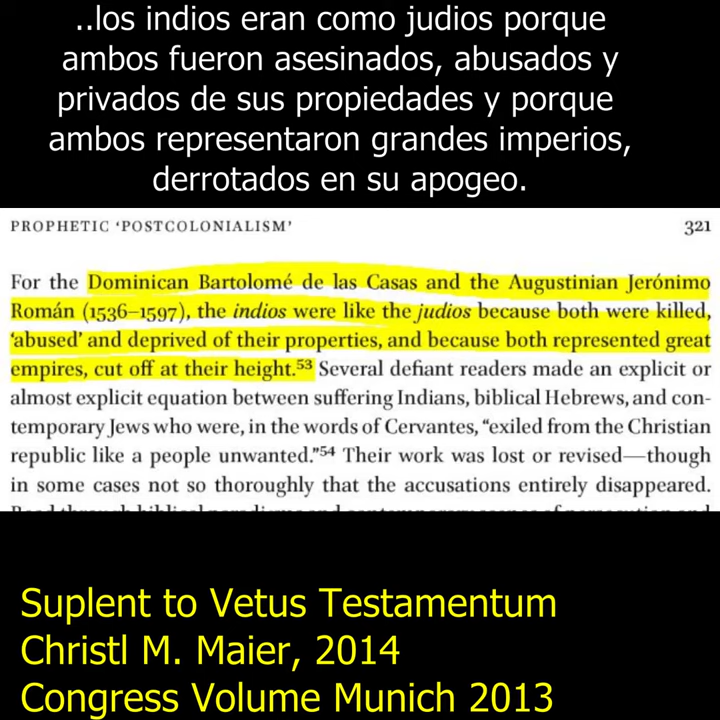 ..los indios eran como judios porque
ambos fueron asesinados, abusados y
privados de sus propiedades y porque
ambos representaron grandes imperios,
derrotados en su apogeo.
PROPHETIC ‘POSTCOLONIALISM’ 321
For the Dominican Bartolomé de las Casas and the Augustinian Jerónimo
Román (1536–1597), the indios were like the judios because both were killed,
‘abused’ and deprived of their properties, and because both represented great
empires, cut off at their height.53 Several defiant readers made an explicit or
almost explicit equation between suffering Indians, biblical Hebrews, and con-
temporary Jews who were, in the words of Cervantes, “exiled from the Christian
republic like a people unwanted.”54 Their work was lost or revised—though
in some cases not so thoroughly that the accusations entirely disappeared.
Suplent to Vetus Testamentum
Christl M. Maier, 2014
Congress Volume Munich 2013